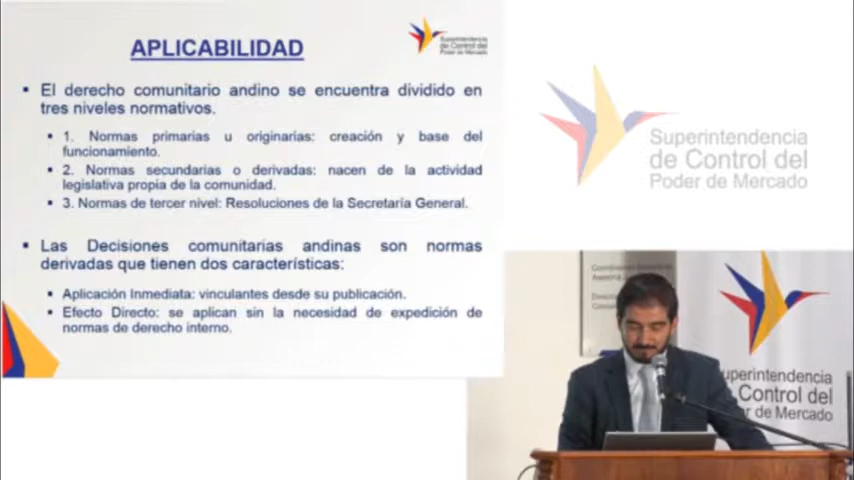 APLICABILIDAD
Superintendencia
de Control del
Poder de Mercado
▪ El derecho comunitario andino se encuentra dividido en
tres niveles normativos.
▪ 1. Normas primarias u originarias: creación y base del
funcionamiento.
▪ 2. Normas secundarias o derivadas: nacen de la actividad
legislativa propia de la comunidad.
▪ 3. Normas de tercer nivel: Resoluciones de la Secretaría General.
▪ Las Decisiones comunitarias andinas son normas
derivadas que tienen dos características:
▪ Aplicación Inmediata: vinculantes desde su publicación.
▪ Efecto Directo: se aplican sin la necesidad de expedición de
normas de derecho interno.
Superintendencia
de Control del
Poder de Mercado
uperintendencia
Control del
er de Mercado